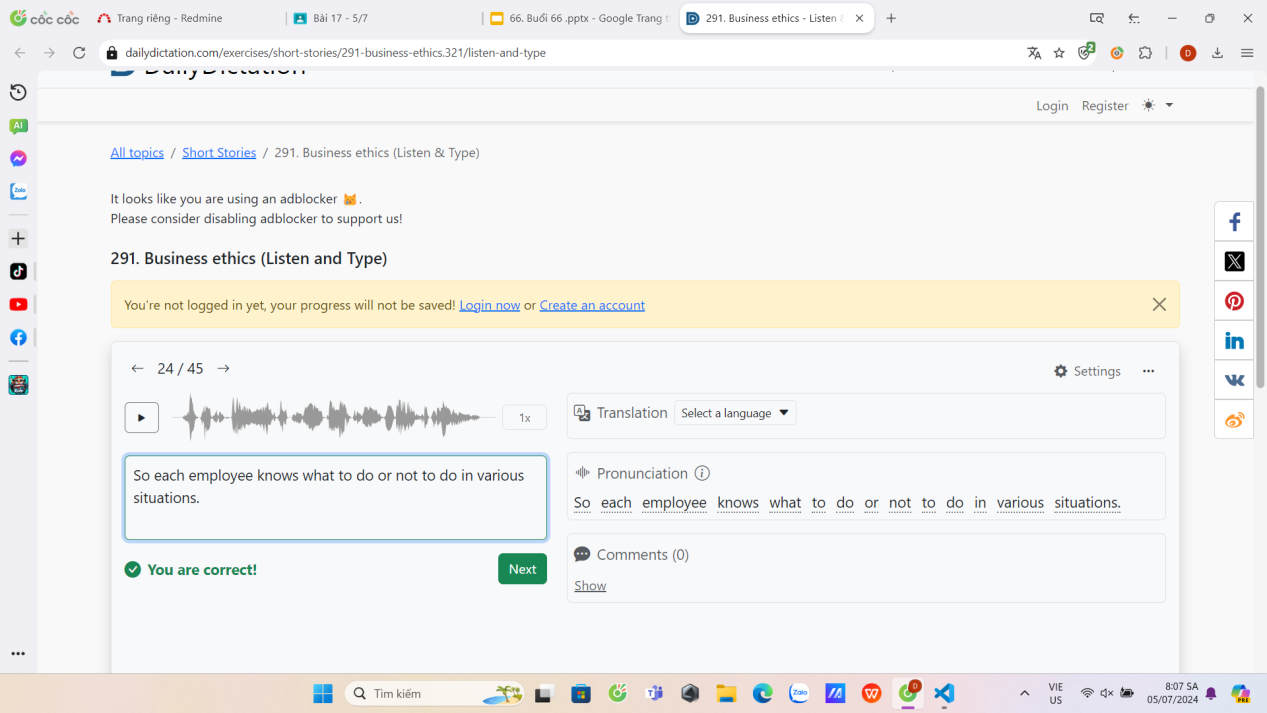 cốc cốc
Trang riêng - Redmine
Bài 17 - 5/7
66. Buổi 66 .pptx - Google Trang t
291. Business ethics - Listen &
dailydictation.com/exercises/short-stories/291-business-ethics.321/listen-and-type
2
D
DailyDictation
Login Register
AI
Zalo
All topics / Short Stories / 291. Business ethics (Listen & Type)
It looks like you are using an adblocker 😿.
Please consider disabling adblocker to support us!
291. Business ethics (Listen and Type)
You're not logged in yet, your progress will not be saved! Login now or Create an account
24 / 45
Settings
1x
Translation Select a language
So each employee knows what to do or not to do in various
situations.
Pronunciation
So each employee knows what to do or not to do in various situations.
You are correct!
Next
Comments (0)
Show
Tìm kiếm
Zalo
D
VIE
US
8:07 SA
05/07/2024
PRE